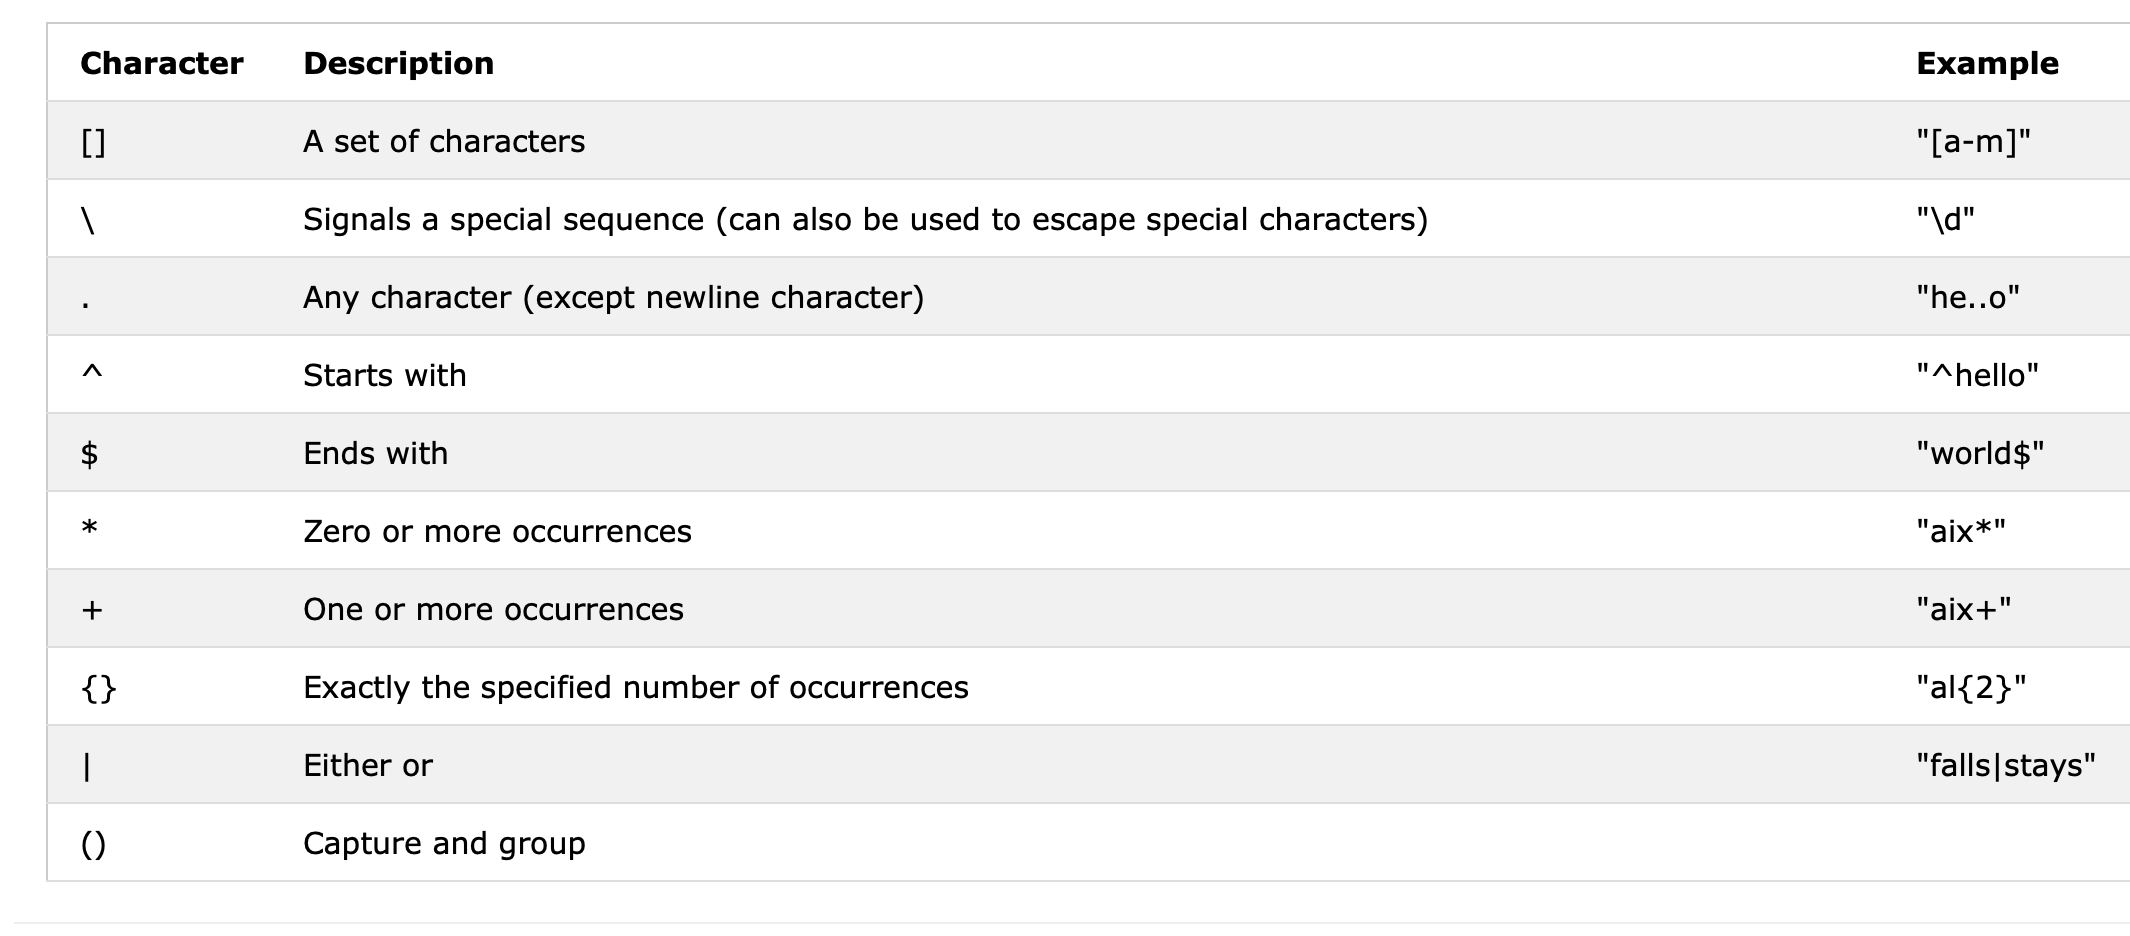 Character Description Example
[] A set of characters "[a-m]"
\ Signals a special sequence (can also be used to escape special characters) "\d"
. Any character (except newline character) "he..o"
^ Starts with "^hello"
$ Ends with "world$"
* Zero or more occurrences "aix*"
+ One or more occurrences "aix+"
{} Exactly the specified number of occurrences "al{2}"
| Either or "falls|stays"
() Capture and group